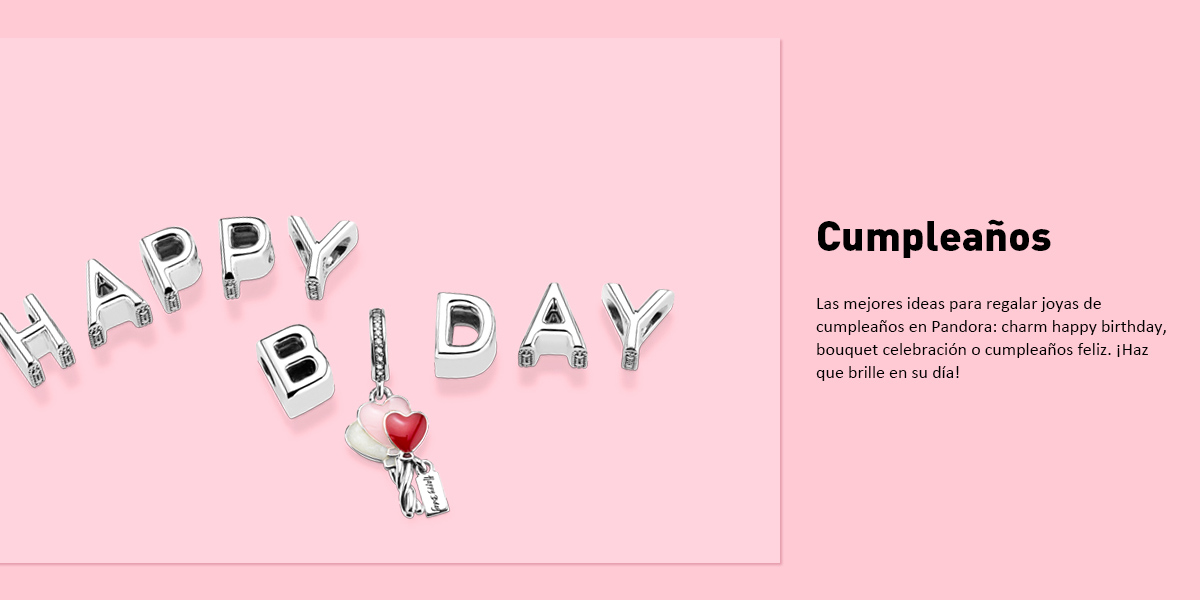 HAPPY
B DAY
Cumpleaños
Las mejores ideas para regalar joyas de
cumpleaños en Pandora: charm happy birthday,
bouquet celebración o cumpleaños feliz. ¡Haz
que brille en su día!